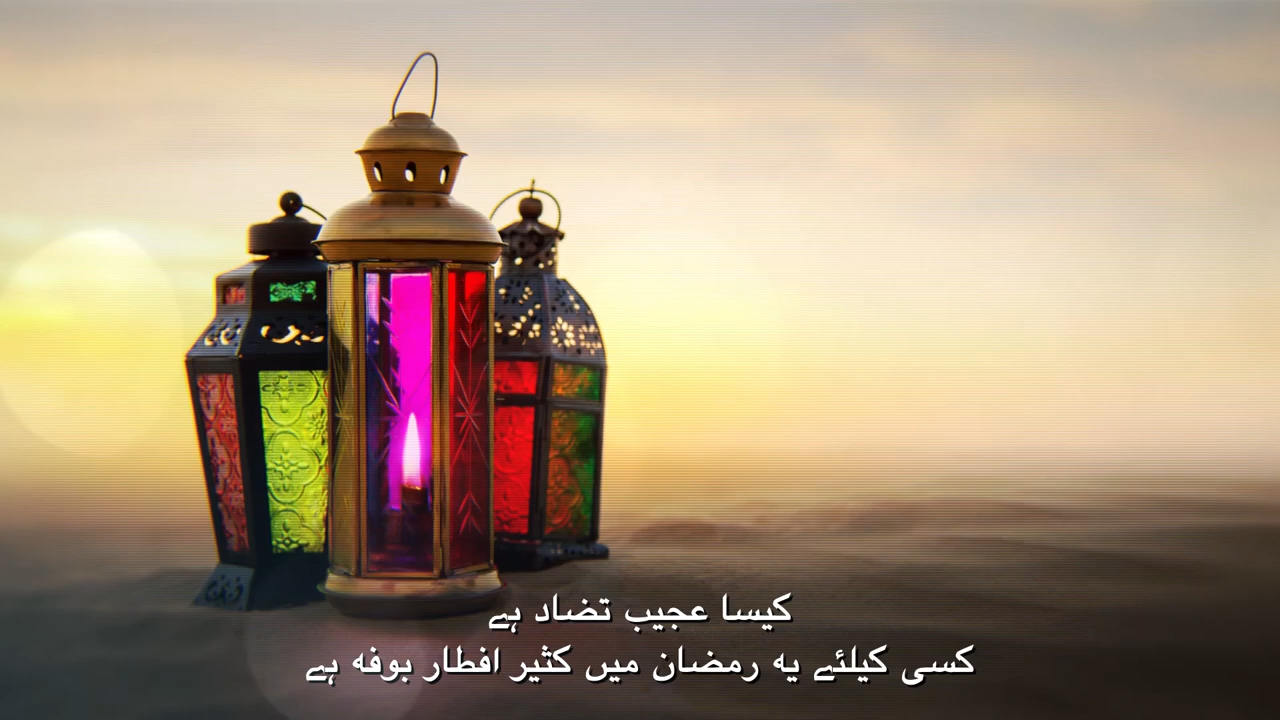 کیسا عجیب تضاد ہے
کسی کیلئے یہ رمضان میں کثیر افطار بوفہ ہے